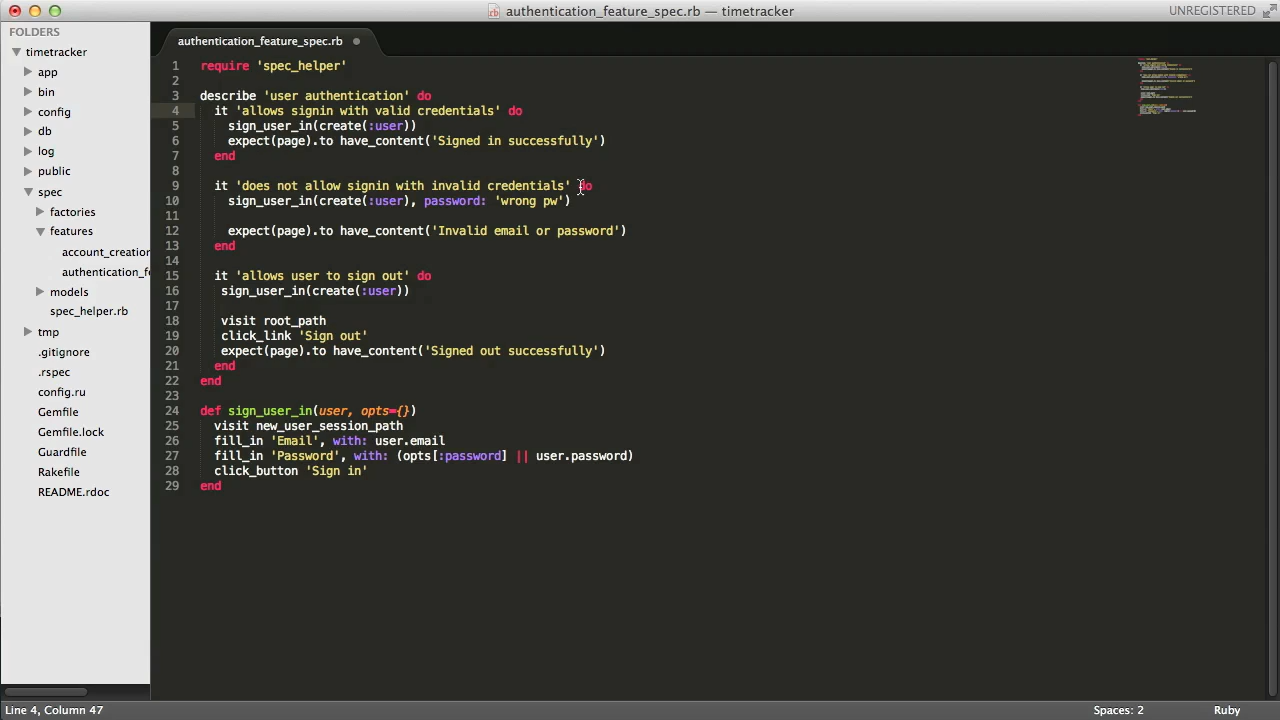 authentication_feature_spec.rb — timetracker
UNREGISTERED
FOLDERS
timetracker
app
bin
config
db
log
public
spec
factories
features
account_creation
authentication_fe
models
spec_helper.rb
tmp
.gitignore
.rspec
config.ru
Gemfile
Gemfile.lock
Guardfile
Rakefile
README.rdoc
authentication_feature_spec.rb
1 require 'spec_helper'
2
3 describe 'user authentication' do
4   it 'allows signin with valid credentials' do
5     sign_user_in(create(:user))
6     expect(page).to have_content('Signed in successfully')
7   end
8
9   it 'does not allow signin with invalid credentials' do
10     sign_user_in(create(:user), password: 'wrong pw')
11
12     expect(page).to have_content('Invalid email or password')
13   end
14
15   it 'allows user to sign out' do
16    sign_user_in(create(:user))
17
18    visit root_path
19    click_link 'Sign out'
20    expect(page).to have_content('Signed out successfully')
21   end
22 end
23
24 def sign_user_in(user, opts={})
25   visit new_user_session_path
26   fill_in 'Email', with: user.email
27   fill_in 'Password', with: (opts[:password] || user.password)
28   click_button 'Sign in'
29 end
Line 4, Column 47
Spaces: 2
Ruby